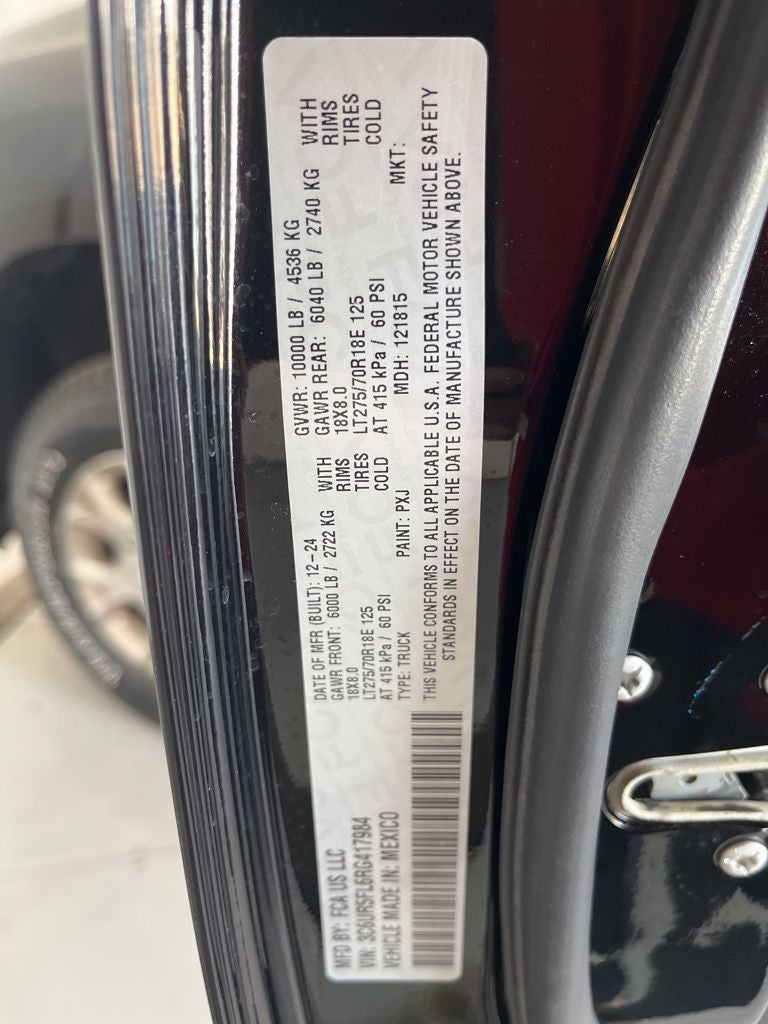 MFD BY: FCA US LLC
VIN: 3C6UR5FL6RG417984
VEHICLE MADE IN: MEXICO
DATE OF MFR (BUILT): 12-24
GVWR: 10000 LB / 4536 KG
GAWR FRONT: 6000 LB / 2722 KG WITH
GAWR REAR: 6040 LB / 2740 KG WITH
18X8.0 RIMS
18X8.0 RIMS
LT275/70R18E 125 TIRES
LT275/70R18E 125 TIRES
AT 415 kPa / 60 PSI COLD
AT 415 kPa / 60 PSI COLD
TYPE: TRUCK PAINT: PXJ MDH: 121815 MKT:
THIS VEHICLE CONFORMS TO ALL APPLICABLE U.S.A. FEDERAL MOTOR VEHICLE SAFETY
STANDARDS IN EFFECT ON THE DATE OF MANUFACTURE SHOWN ABOVE.